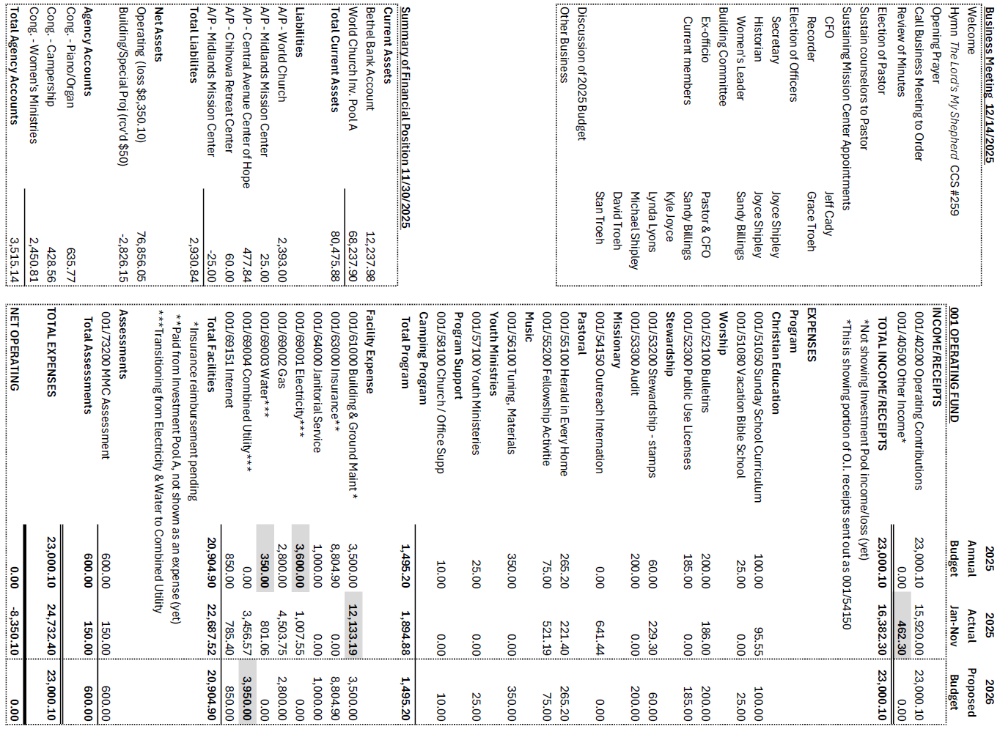 Business Meeting 12/14/2025
Welcome
Hymn The Lord's My Shepherd CCS #259
Opening Prayer
Call Business Meeting to Order
Review of Minutes
Election of Pastor
Sustain counselors to Pastor
Sustaining Mission Center Appointments
CFO Jeff Cady
Recorder Grace Troeh
Election of Officers
Secretary Joyce Shipley
Historian Joyce Shipley
Women's Leader Sandy Billings
Building Committee
Ex-officio Pastor & CFO
Current members Sandy Billings
Kyle Joyce
Lynda Lyons
Michael Shipley
David Troeh
Stan Troeh
Discussion of 2025 Budget
Other Business
Summary of Financial Position 11/30/2025
Current Assets
Bethel Bank Account 12,237.98
World Church Inv. Pool A 68,237.90
Total Current Assets 80,475.88
Liabilities
A/P - World Church 2,393.00
A/P - Midlands Mission Center 25.00
A/P - Central Avenue Center of Hope 477.84
A/P - Chihowa Retreat Center 60.00
A/P - Midlands Mission Center -25.00
Total Liabilites 2,930.84
Net Assets
Operating (loss $8,350.10) 76,856.05
Building/Special Proj (rcv'd $50) -2,826.15
Agency Accounts
Cong. - Piano/Organ 635.77
Cong. - Campership 428.56
Cong. - Women's Ministries 2,450.81
Total Agency Accounts 3,515.14
2025 2025 2026
Annual Actual Proposed
001 OPERATING FUND Budget Jan-Nov Budget
INCOME/RECEIPTS
001/40200 Operating Contributions 23,000.10 15,920.00 23,000.10
001/40500 Other Income* 0.00 462.30 0.00
TOTAL INCOME/RECEIPTS 23,000.10 16,382.30 23,000.10
*Not showing Investment Pool income/loss (yet)
*This is showing portion of O.I. receipts sent out as 001/54150
EXPENSES
Program
Christian Education
001/51050 Sunday School Curriculum 100.00 95.55 100.00
001/51080 Vacation Bible School 25.00 0.00 25.00
Worship
001/52100 Bulletins 200.00 186.00 200.00
001/52300 Public Use Licenses 185.00 0.00 185.00
Stewardship
001/53200 Stewardship - stamps 60.00 229.30 60.00
001/53300 Audit 200.00 0.00 200.00
Missionary
001/54150 Outreach Internation 0.00 641.44 0.00
Pastoral
001/55100 Herald in Every Home 265.20 221.40 265.20
001/55200 Fellowship Activitie 75.00 521.19 75.00
Music
001/56100 Tuning, Materials 350.00 0.00 350.00
Youth Ministries
001/57100 Youth Ministeries 25.00 0.00 25.00
Program Support
001/58100 Church / Office Supp 10.00 0.00 10.00
Camping Program
Total Program 1,495.20 1,894.88 1,495.20
Facility Expense
001/61000 Building & Ground Maint * 3,500.00 12,133.19 3,500.00
001/63000 Insurance** 8,804.90 0.00 8,804.90
001/64000 Janitorial Service 1,000.00 0.00 1,000.00
001/69001 Electricity*** 3,600.00 1,007.55 0.00
001/69002 Gas 2,800.00 4,503.75 2,800.00
001/69003 Water*** 350.00 801.06 0.00
001/69004 Combined Utility*** 0.00 3,456.57 3,950.00
001/69151 Internet 850.00 785.40 850.00
Total Facilities 20,904.90 22,687.52 20,904.90
*Insurance reimbursement pending
**Paid from Investment Pool A, not shown as an expense (yet)
***Transitioning from Electricity & Water to Combined Utility
Assessments
001/73200 MMC Assessment 600.00 150.00 600.00
Total Assessments 600.00 150.00 600.00
TOTAL EXPENSES 23,000.10 24,732.40 23,000.10
NET OPERATING 0.00 -8,350.10 0.00